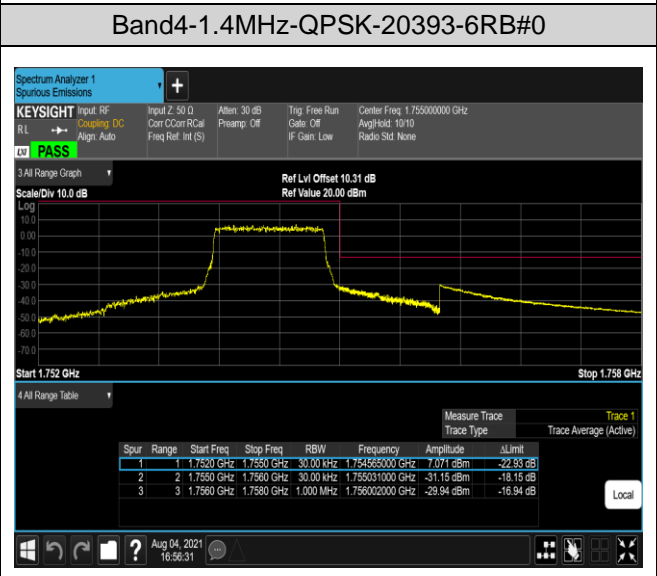 Band4-1.4MHz-QPSK-20393-6RB#0
Spectrum Analyzer 1
Spurious Emissions
KEYSIGHT Input: RF Input Z: 50 Ω Atten: 30 dB Trig: Free Run Center Freq: 1.755000000 GHz
RL Coupling: DC Corr CCorr RCal Preamp: Off Gate: Off Avg|Hold: 10/10
Align: Auto Freq Ref: Int (S) IF Gain: Low Radio Std: None
LXI PASS
3 All Range Graph
Ref Lvl Offset 10.31 dB
Scale/Div 10.0 dB Ref Value 20.00 dBm
Log
10.0
0.00
-10.0
-20.0
-30.0
-40.0
-50.0
-60.0
-70.0
Start 1.752 GHz Stop 1.758 GHz
4 All Range Table
Measure Trace Trace 1
Trace Type Trace Average (Active)
Spur Range Start Freq Stop Freq RBW Frequency Amplitude ΔLimit
1 1 1.7520 GHz 1.7550 GHz 30.00 kHz 1.754565000 GHz 7.071 dBm -22.93 dB
2 2 1.7550 GHz 1.7560 GHz 30.00 kHz 1.755031000 GHz -31.15 dBm -18.15 dB
3 3 1.7560 GHz 1.7580 GHz 1.000 MHz 1.756002000 GHz -29.94 dBm -16.94 dB
Local
Aug 04, 2021
16:56:31